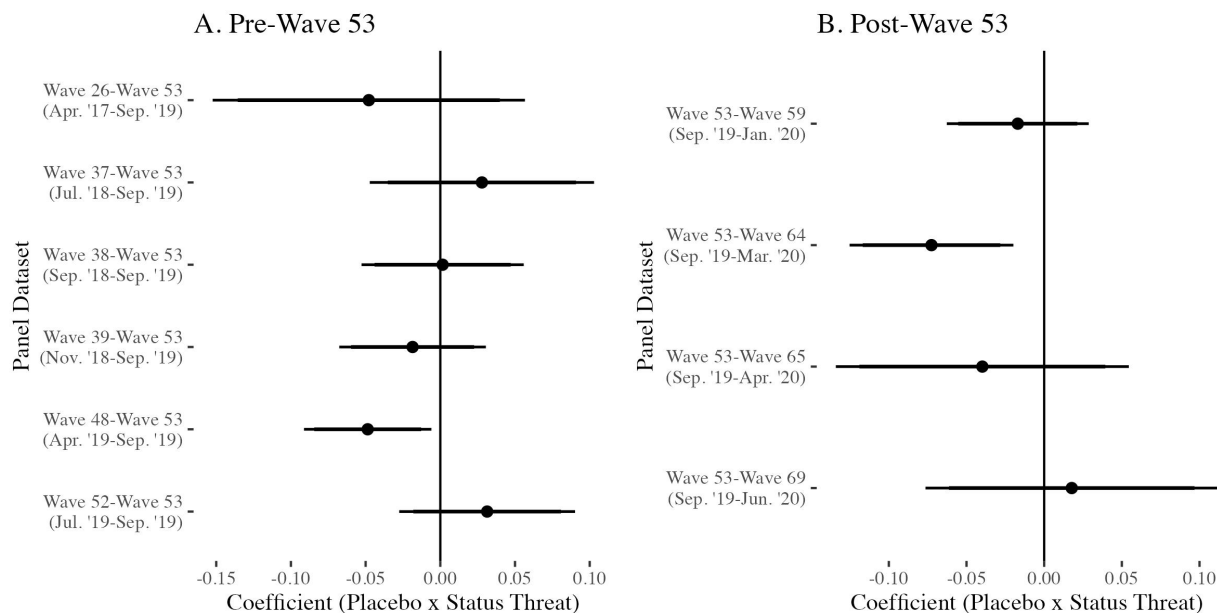 A. Pre-Wave 53
Panel Dataset
Wave 26-Wave 53
(Apr. '17-Sep. '19)
Wave 37-Wave 53
(Jul. '18-Sep. '19)
Wave 38-Wave 53
(Sep. '18-Sep. '19)
Wave 39-Wave 53
(Nov. '18-Sep. '19)
Wave 48-Wave 53
(Apr. '19-Sep. '19)
Wave 52-Wave 53
(Jul. '19-Sep. '19)
-0.15 -0.10 -0.05 0.00 0.05 0.10
Coefficient (Placebo x Status Threat)
B. Post-Wave 53
Panel Dataset
Wave 53-Wave 59
(Sep. '19-Jan. '20)
Wave 53-Wave 64
(Sep. '19-Mar. '20)
Wave 53-Wave 65
(Sep. '19-Apr. '20)
Wave 53-Wave 69
(Sep. '19-Jun. '20)
-0.10 -0.05 0.00 0.05 0.10
Coefficient (Placebo x Status Threat)